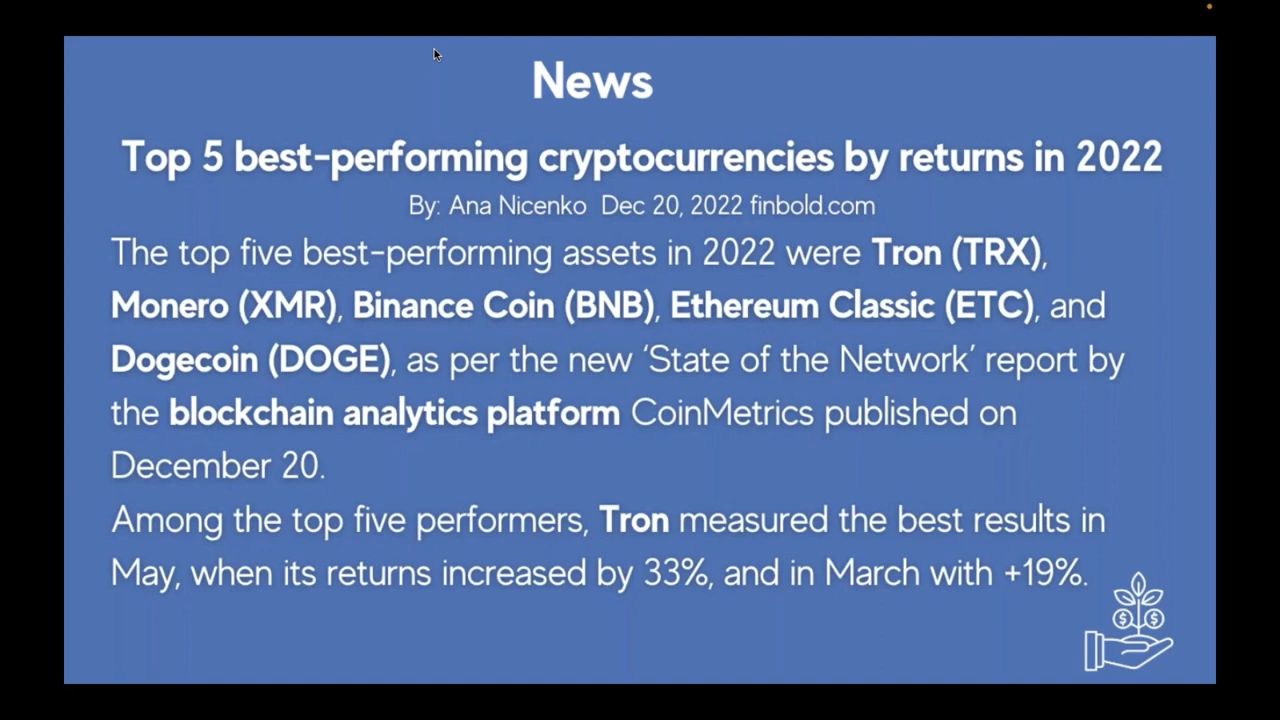 News
Top 5 best-performing cryptocurrencies by returns in 2022
By: Ana Nicenko  Dec 20, 2022 finbold.com
The top five best-performing assets in 2022 were Tron (TRX),
Monero (XMR), Binance Coin (BNB), Ethereum Classic (ETC), and
Dogecoin (DOGE), as per the new ‘State of the Network’ report by
the blockchain analytics platform CoinMetrics published on
December 20.
Among the top five performers, Tron measured the best results in
May, when its returns increased by 33%, and in March with +19%.
$ $